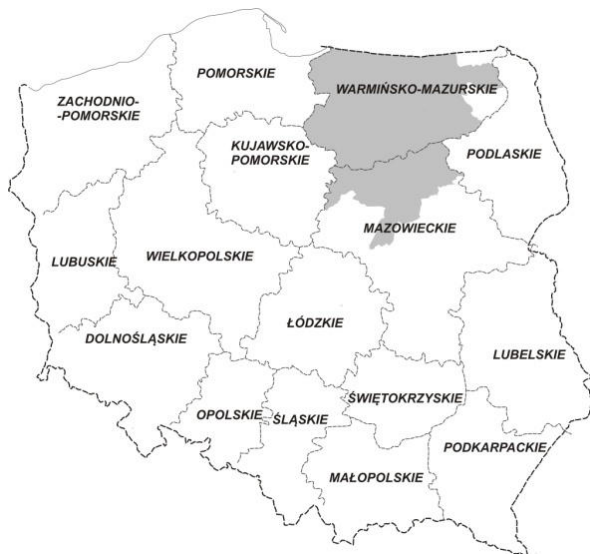 POMORSKIE
WARMIŃSKO-MAZURSKIE
ZACHODNIO-
-POMORSKIE
KUJAWSKO-
POMORSKIE
PODLASKIE
MAZOWIECKIE
LUBUSKIE
WIELKOPOLSKIE
ŁÓDZKIE
DOLNOŚLĄSKIE
LUBELSKIE
ŚWIĘTOKRZYSKIE
OPOLSKIE
ŚLĄSKIE
PODKARPACKIE
MAŁOPOLSKIE